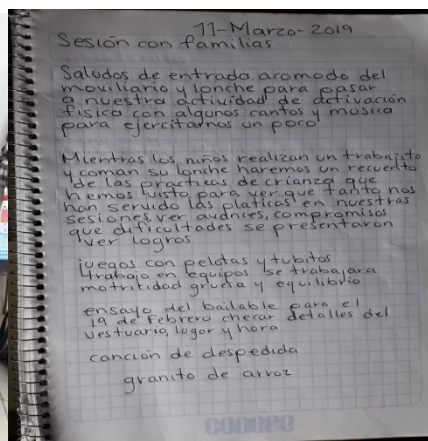 11-Marzo-2019
Sesión con familias
Saludos de entrada acomodo del
moviliario y lonche para pasar
a nuestra actividad de activación
física con algunos cantos y musica
para ejercitarnos un poco
Mientras los niños realizan un trabajito
y coman su lonche haremos un recuento
de las practicas de crianza que
hemos visto para ver que tanto nos
han servido las platicas en nuestras
sesiones ver avances, compromisos
que dificultades se presentaron
y ver logros
juegos con pelotas y tubitos
trabajo en equipos se trabajara
motricidad gruesa y equilibrio
ensayo del bailable para el
19 de Febrero checar detalles del
vestuario, lugar y hora
canción de despedida
granito de arroz